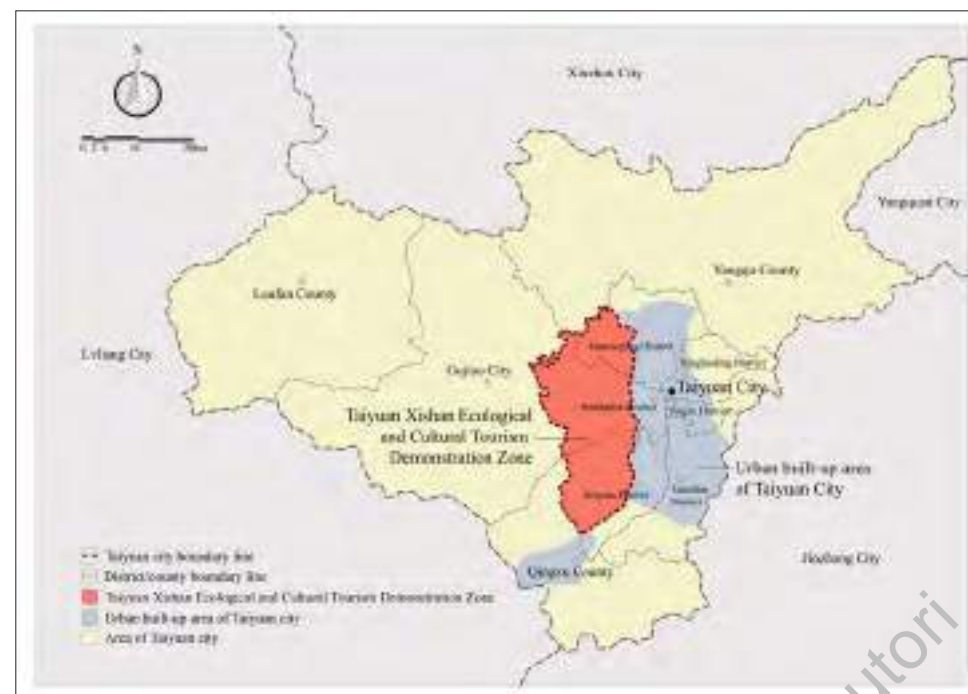 N
Xinzhou City
Yangquan City
Yangqu County
Loufan County
Lvliang City
Gujiao City
Taiyuan City
Taiyuan Xishan Ecological
and Cultural Tourism
Demonstration Zone
Urban built-up area
of Taiyuan City
Jinzhong City
Qingxu County
Taiyuan city boundary line
District/county boundary line
Taiyuan Xishan Ecological and Cultural Tourism Demonstration Zone
Urban built-up area of Taiyuan city
Area of Taiyuan city
utori